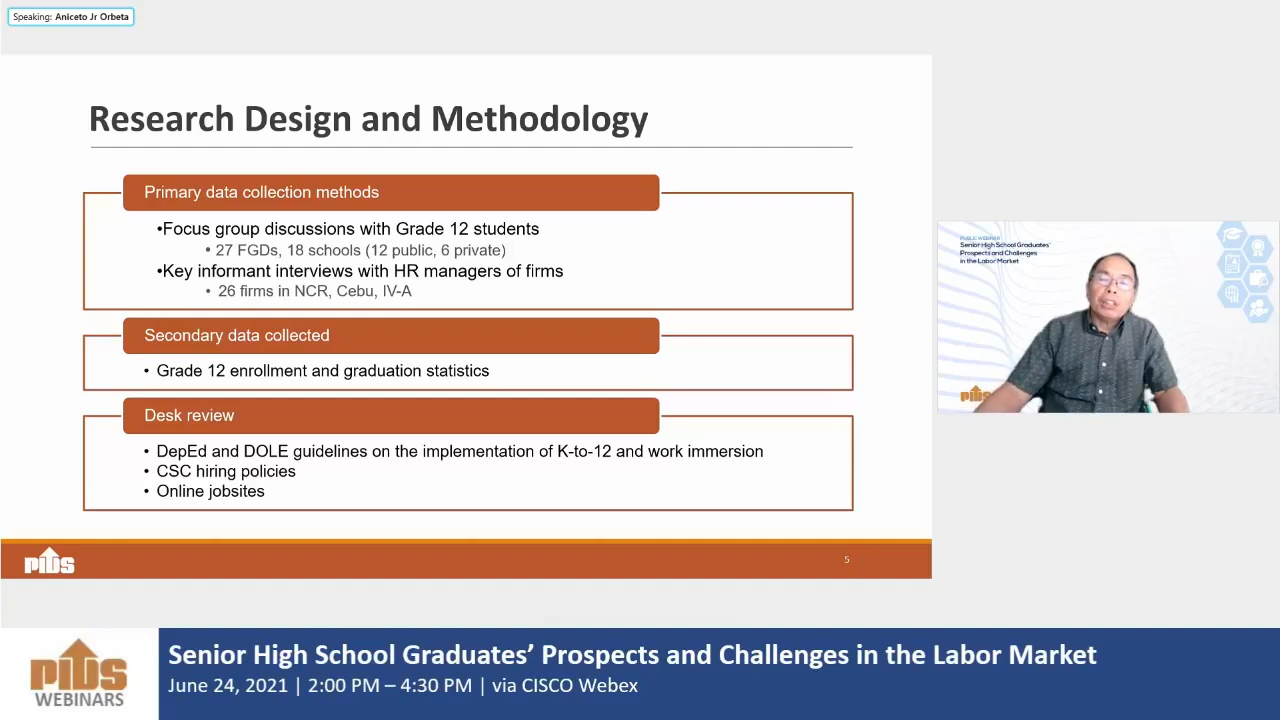 Speaking: Aniceto Jr Orbeta
Research Design and Methodology
Primary data collection methods
•Focus group discussions with Grade 12 students
• 27 FGDs, 18 schools (12 public, 6 private)
•Key informant interviews with HR managers of firms
• 26 firms in NCR, Cebu, IV-A
Secondary data collected
• Grade 12 enrollment and graduation statistics
Desk review
• DepEd and DOLE guidelines on the implementation of K-to-12 and work immersion
• CSC hiring policies
• Online jobsites
PIDS
5
PUBLIC WEBINAR
Senior High School Graduates'
Prospects and Challenges
in the Labor Market
PIDS
PIDS
WEBINARS
Senior High School Graduates’ Prospects and Challenges in the Labor Market
June 24, 2021 | 2:00 PM – 4:30 PM | via CISCO Webex